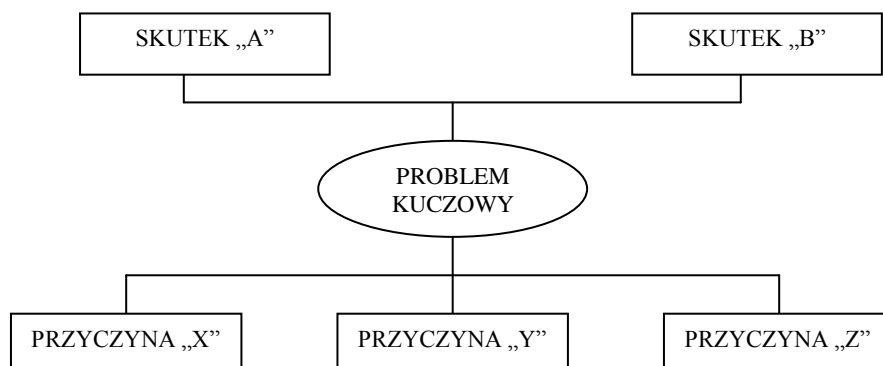 SKUTEK „A”
SKUTEK „B”
PROBLEM
KUCZOWY
PRZYCZYNA „X”
PRZYCZYNA „Y”
PRZYCZYNA „Z”